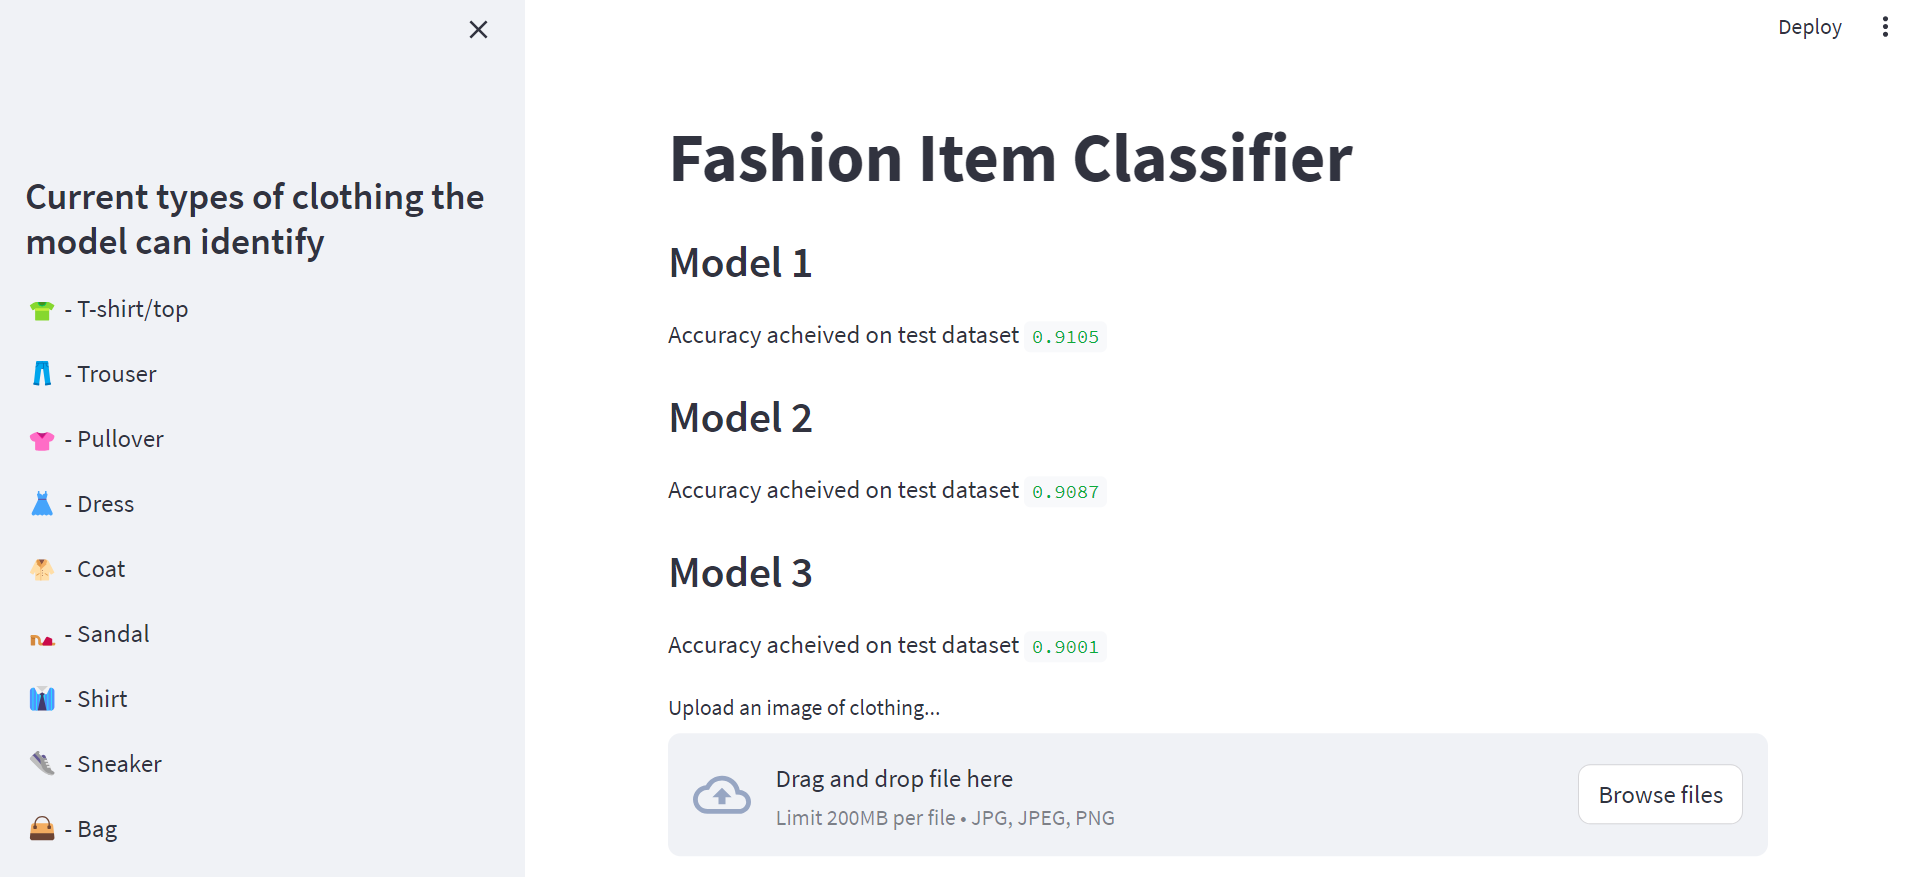 Deploy
Current types of clothing the
model can identify
- T-shirt/top
- Trouser
- Pullover
- Dress
- Coat
- Sandal
- Shirt
- Sneaker
- Bag
Fashion Item Classifier
Model 1
Accuracy acheived on test dataset 0.9105
Model 2
Accuracy acheived on test dataset 0.9087
Model 3
Accuracy acheived on test dataset 0.9001
Upload an image of clothing...
Drag and drop file here
Limit 200MB per file • JPG, JPEG, PNG
Browse files